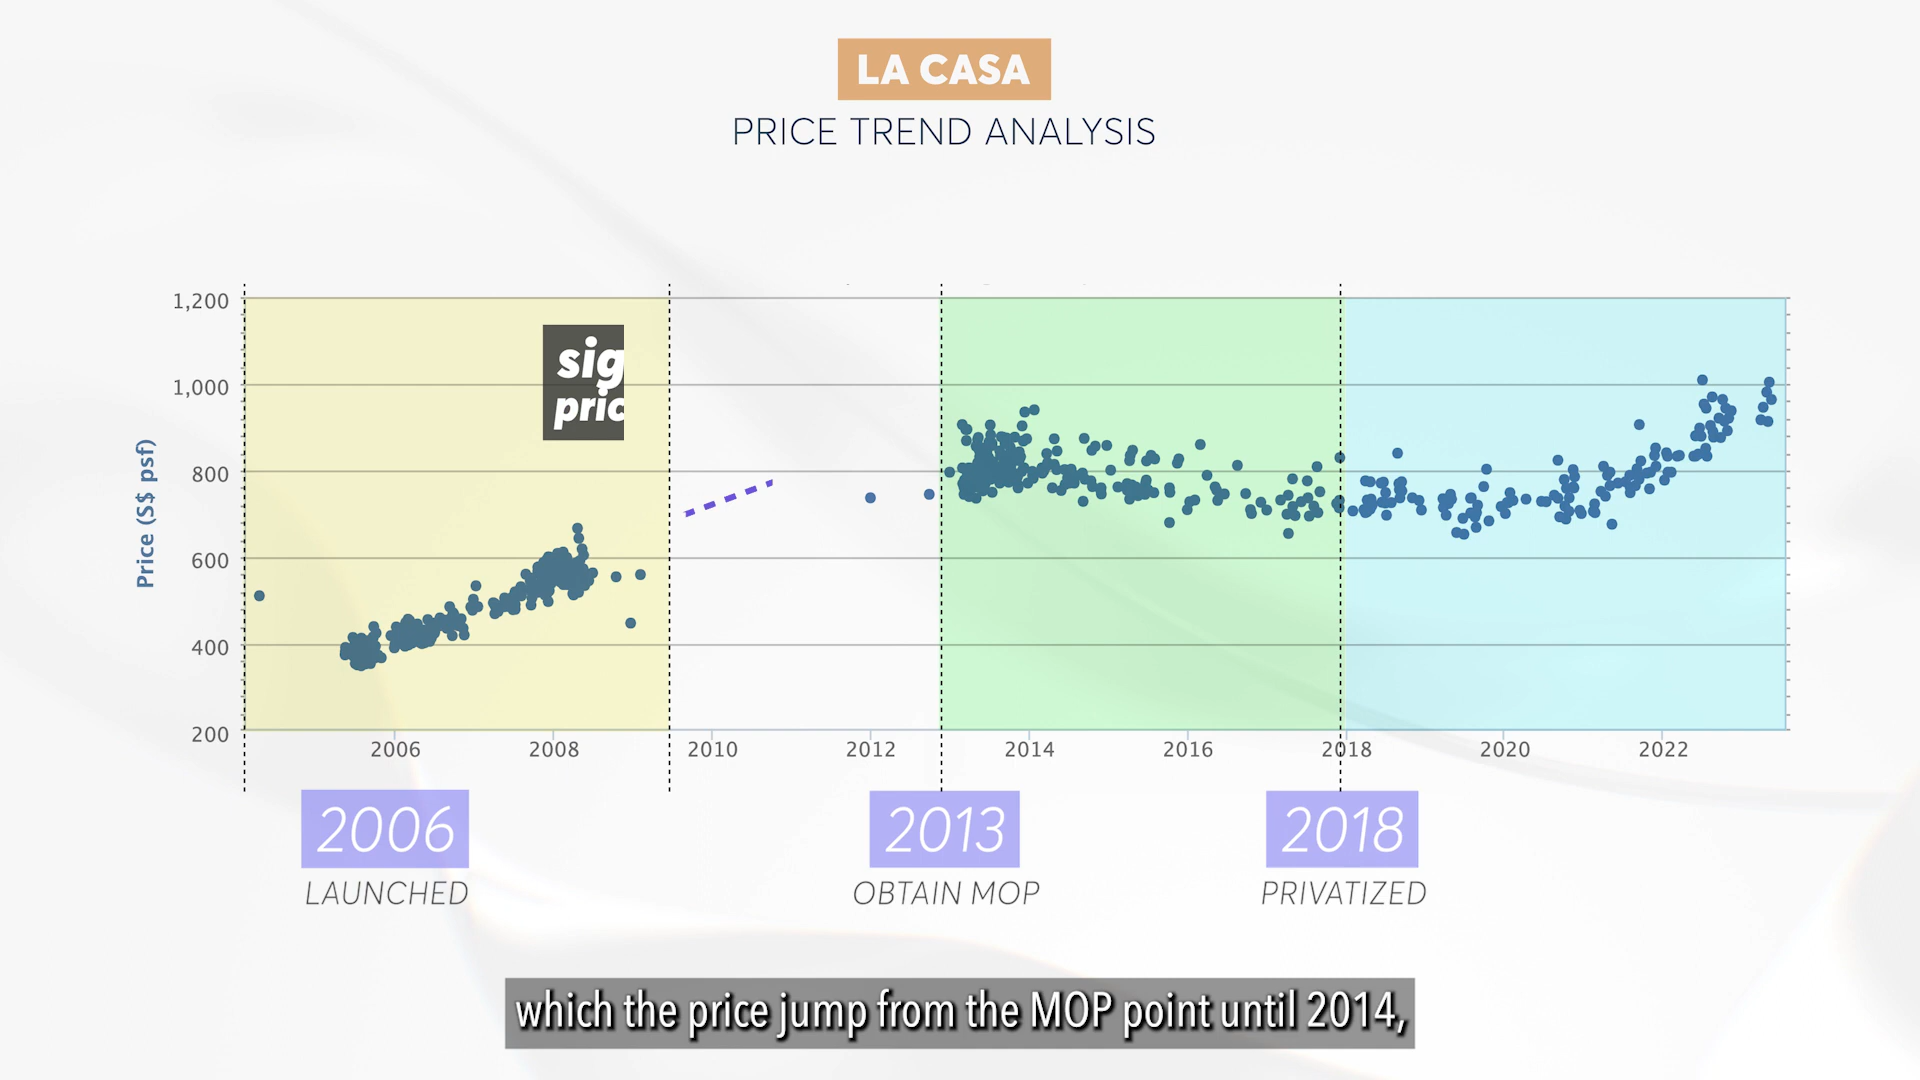 LA CASA
PRICE TREND ANALYSIS
1,200
1,000
800
600
400
200
Price (S$ psf)
sig
pric
2006 2008 2010 2012 2014 2016 2018 2020 2022
2006 2013 2018
LAUNCHED OBTAIN MOP PRIVATIZED
which the price jump from the MOP point until 2014,